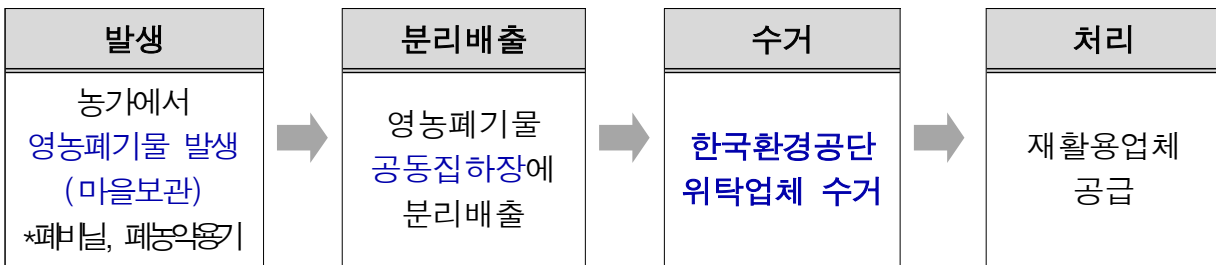 발생
농가에서
영농폐기물 발생
(마을보관)
*폐비닐, 폐농약용기
분리배출
영농폐기물
공동집하장에
분리배출
수거
한국환경공단
위탁업체 수거
처리
재활용업체
공급